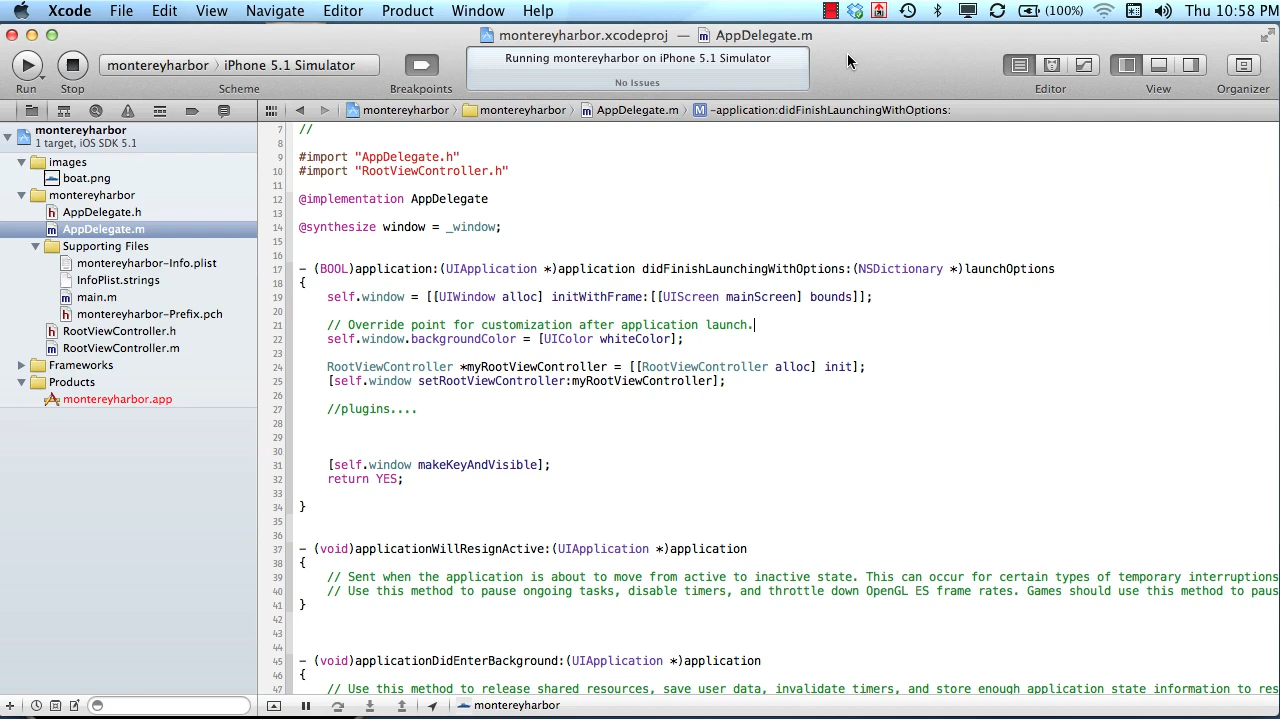 Xcode File Edit View Navigate Editor Product Window Help (100%) Thu 10:58 PM
montereyharbor.xcodeproj — AppDelegate.m
montereyharbor › iPhone 5.1 Simulator
Running montereyharbor on iPhone 5.1 Simulator
No Issues
Run Stop Scheme Breakpoints Editor View Organizer
montereyharbor montereyharbor AppDelegate.m -application:didFinishLaunchingWithOptions:
montereyharbor
1 target, iOS SDK 5.1
images
boat.png
montereyharbor
AppDelegate.h
AppDelegate.m
Supporting Files
montereyharbor-Info.plist
InfoPlist.strings
main.m
montereyharbor-Prefix.pch
RootViewController.h
RootViewController.m
Frameworks
Products
montereyharbor.app
7 //
8
9 #import "AppDelegate.h"
10 #import "RootViewController.h"
11
12 @implementation AppDelegate
13
14 @synthesize window = _window;
15
16
17 - (BOOL)application:(UIApplication *)application didFinishLaunchingWithOptions:(NSDictionary *)launchOptions
18 {
19 self.window = [[UIWindow alloc] initWithFrame:[[UIScreen mainScreen] bounds]];
20
21 // Override point for customization after application launch.
22 self.window.backgroundColor = [UIColor whiteColor];
23
24 RootViewController *myRootViewController = [[RootViewController alloc] init];
25 [self.window setRootViewController:myRootViewController];
26
27 //plugins....
28
29
30
31 [self.window makeKeyAndVisible];
32 return YES;
33
34 }
35
36
37 - (void)applicationWillResignActive:(UIApplication *)application
38 {
39 // Sent when the application is about to move from active to inactive state. This can occur for certain types of temporary interruptions
40 // Use this method to pause ongoing tasks, disable timers, and throttle down OpenGL ES frame rates. Games should use this method to paus
41 }
42
43
44
45 - (void)applicationDidEnterBackground:(UIApplication *)application
46 {
47 // Use this method to release shared resources, save user data, invalidate timers, and store enough application state information to res
montereyharbor